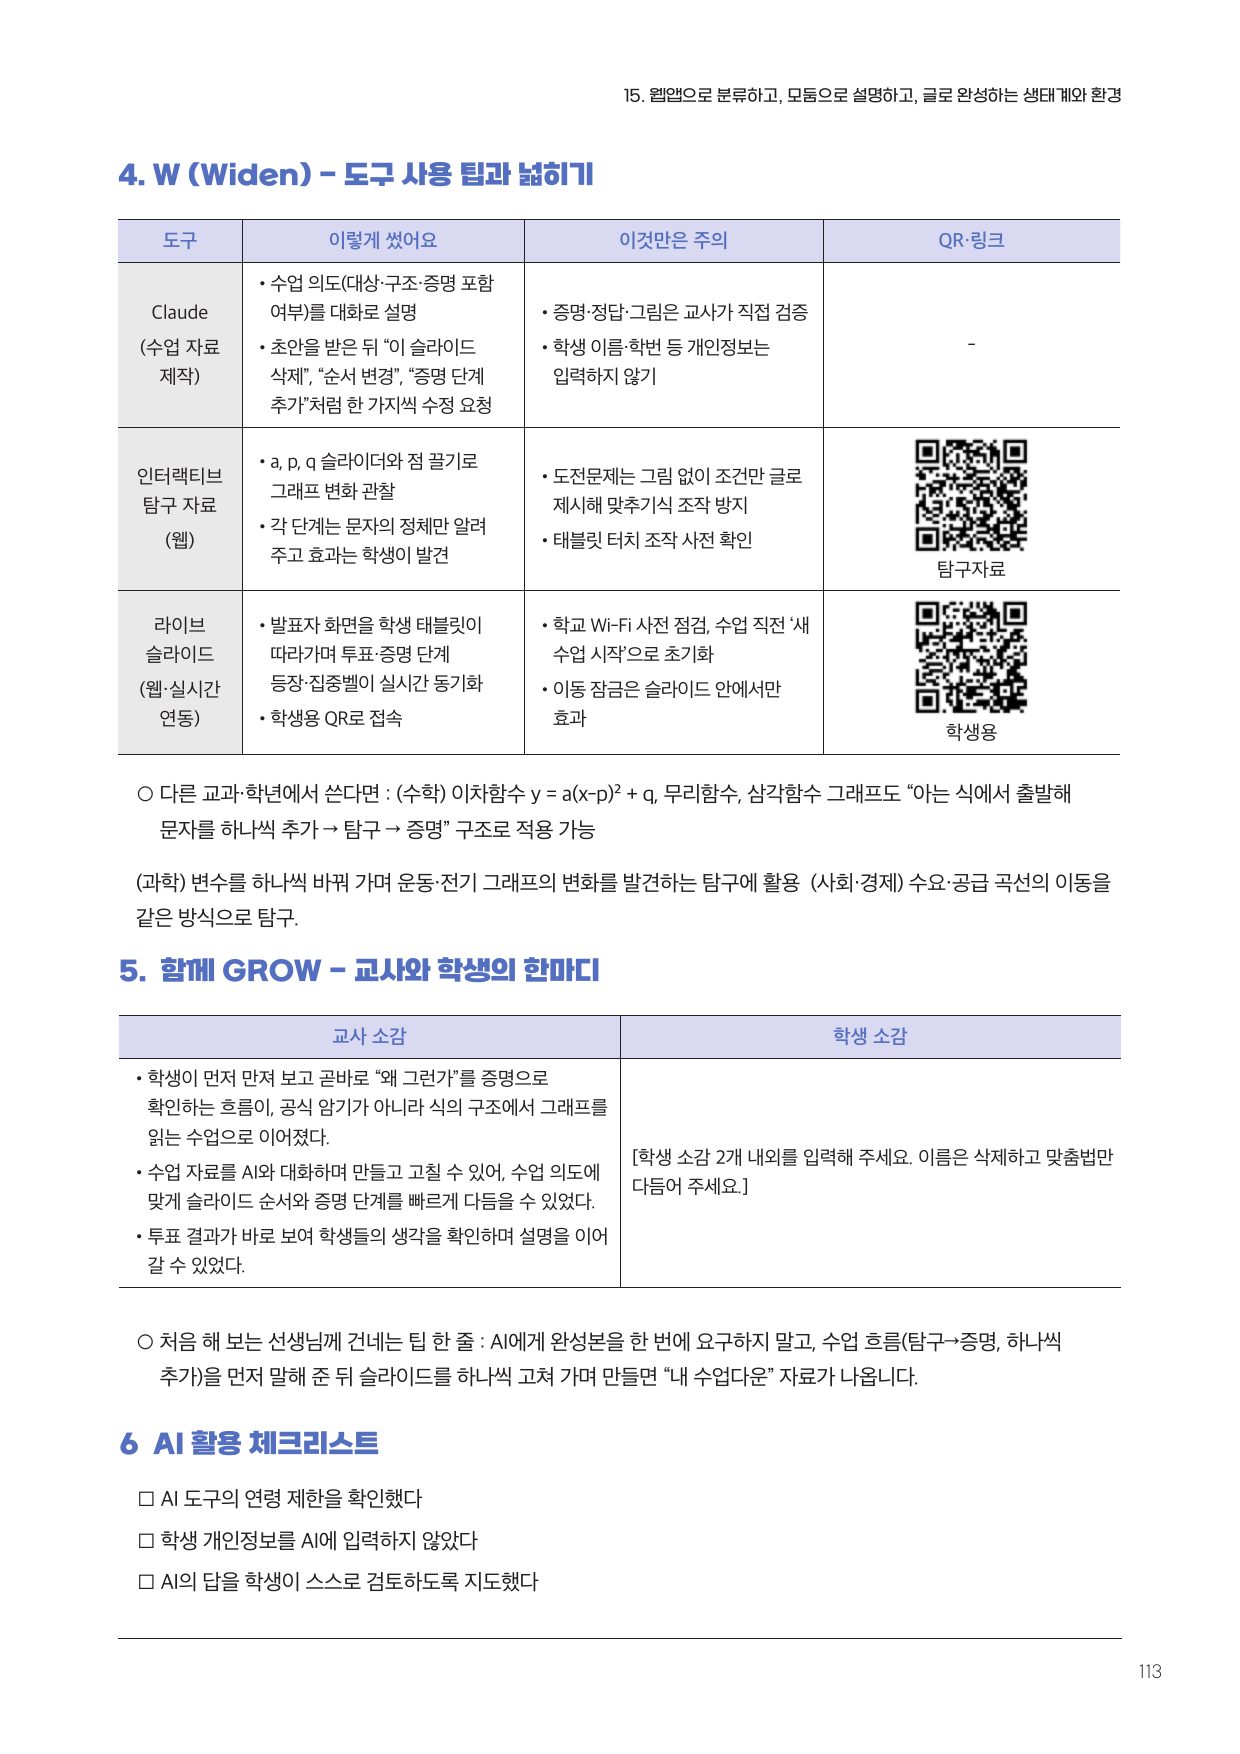 15. 웹앱으로 분류하고, 모둠으로 설명하고, 글로 완성하는 생태계와 환경
4. W (Widen) – 도구 사용 팁과 넓히기
도구
이렇게 썼어요
이것만은 주의
QR·링크
Claude
(수업 자료
제작)
• 수업 의도(대상·구조·증명 포함
여부)를 대화로 설명
• 초안을 받은 뒤 “이 슬라이드
삭제”, “순서 변경”, “증명 단계
추가”처럼 한 가지씩 수정 요청
• 증명·정답·그림은 교사가 직접 검증
• 학생 이름·학번 등 개인정보는
입력하지 않기
-
인터랙티브
탐구 자료
(웹)
• a, p, q 슬라이더와 점 끌기로
그래프 변화 관찰
• 각 단계는 문자의 정체만 알려
주고 효과는 학생이 발견
• 도전문제는 그림 없이 조건만 글로
제시해 맞추기식 조작 방지
• 태블릿 터치 조작 사전 확인
탐구자료
라이브
슬라이드
(웹·실시간
연동)
• 발표자 화면을 학생 태블릿이
따라가며 투표·증명 단계
등장·집중벨이 실시간 동기화
• 학생용 QR로 접속
• 학교 Wi-Fi 사전 점검, 수업 직전 ‘새
수업 시작’으로 초기화
• 이동 잠금은 슬라이드 안에서만
효과
학생용
○ 다른 교과·학년에서 쓴다면 : (수학) 이차함수 y = a(x-p)² + q, 무리함수, 삼각함수 그래프도 “아는 식에서 출발해
문자를 하나씩 추가 → 탐구 → 증명” 구조로 적용 가능
(과학) 변수를 하나씩 바꿔 가며 운동·전기 그래프의 변화를 발견하는 탐구에 활용 (사회·경제) 수요·공급 곡선의 이동을
같은 방식으로 탐구.
5. 함께 GROW – 교사와 학생의 한마디
교사 소감
학생 소감
• 학생이 먼저 만져 보고 곧바로 “왜 그런가”를 증명으로
확인하는 흐름이, 공식 암기가 아니라 식의 구조에서 그래프를
읽는 수업으로 이어졌다.
• 수업 자료를 AI와 대화하며 만들고 고칠 수 있어, 수업 의도에
맞게 슬라이드 순서와 증명 단계를 빠르게 다듬을 수 있었다.
• 투표 결과가 바로 보여 학생들의 생각을 확인하며 설명을 이어
갈 수 있었다.
[학생 소감 2개 내외를 입력해 주세요. 이름은 삭제하고 맞춤법만
다듬어 주세요.]
○ 처음 해 보는 선생님께 건네는 팁 한 줄 : AI에게 완성본을 한 번에 요구하지 말고, 수업 흐름(탐구→증명, 하나씩
추가)을 먼저 말해 준 뒤 슬라이드를 하나씩 고쳐 가며 만들면 “내 수업다운” 자료가 나옵니다.
6 AI 활용 체크리스트
□ AI 도구의 연령 제한을 확인했다
□ 학생 개인정보를 AI에 입력하지 않았다
□ AI의 답을 학생이 스스로 검토하도록 지도했다
113